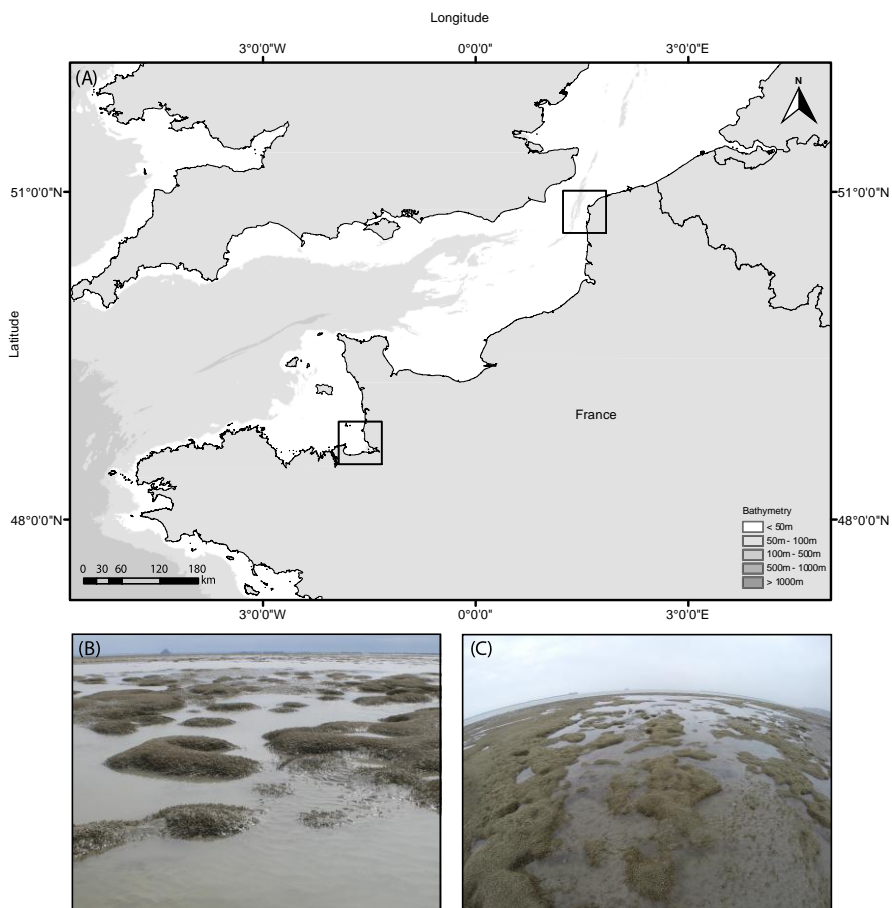 Longitude
3°0'0"W 0°0'0" 3°0'0"E
(A)
N
51°0'0"N 51°0'0"N
Latitude
France
48°0'0"N 48°0'0"N
Bathymetry
< 50m
50m - 100m
100m - 500m
500m - 1000m
> 1000m
0 30 60 120 180
km
3°0'0"W 0°0'0" 3°0'0"E
(B) (C)